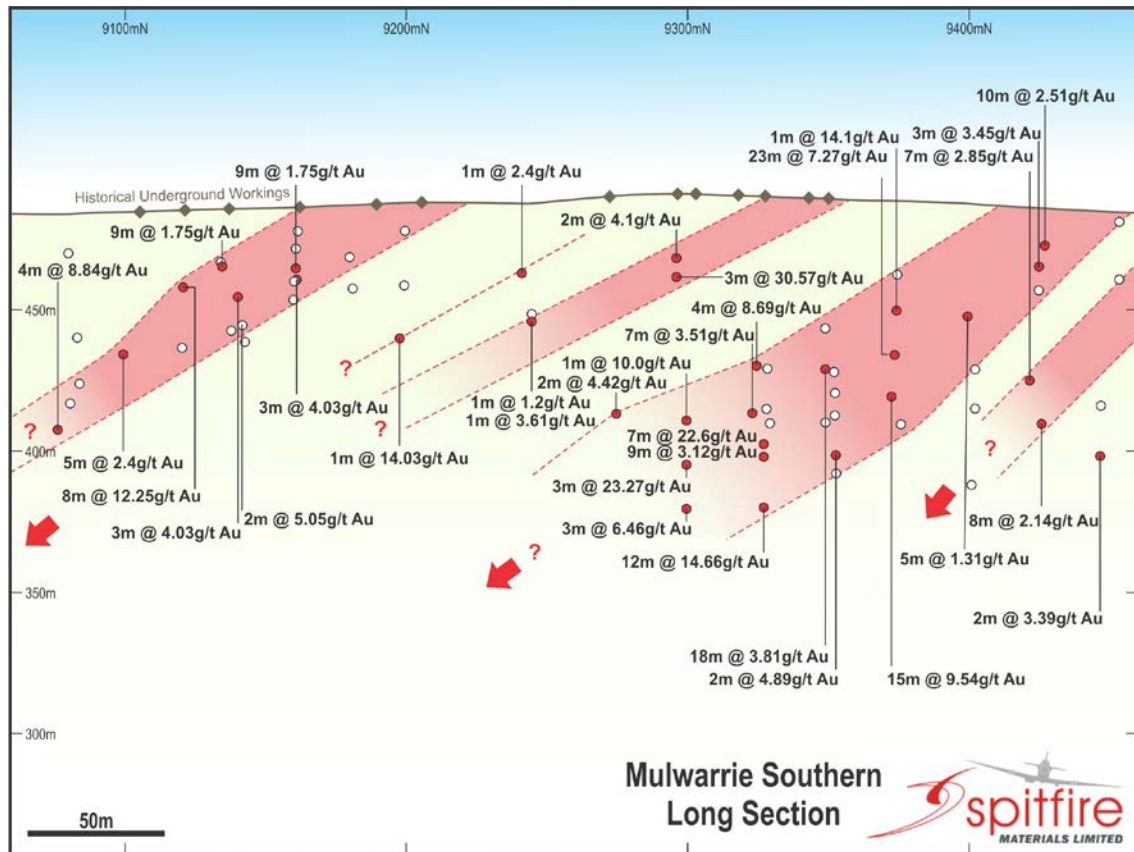 9100mN
9200mN
9300mN
9400mN
10m @ 2.51g/t Au
1m @ 14.1g/t Au
3m @ 3.45g/t Au
23m @ 7.27g/t Au
7m @ 2.85g/t Au
9m @ 1.75g/t Au
1m @ 2.4g/t Au
Historical Underground Workings
2m @ 4.1g/t Au
9m @ 1.75g/t Au
4m @ 8.84g/t Au
3m @ 30.57g/t Au
450m
4m @ 8.69g/t Au
7m @ 3.51g/t Au
?
1m @ 10.0g/t Au
2m @ 4.42g/t Au
1m @ 1.2g/t Au
3m @ 4.03g/t Au
1m @ 3.61g/t Au
?
?
7m @ 22.6g/t Au
?
400m
9m @ 3.12g/t Au
5m @ 2.4g/t Au
1m @ 14.03g/t Au
3m @ 23.27g/t Au
8m @ 12.25g/t Au
2m @ 5.05g/t Au
8m @ 2.14g/t Au
3m @ 4.03g/t Au
3m @ 6.46g/t Au
?
12m @ 14.66g/t Au
5m @ 1.31g/t Au
350m
2m @ 3.39g/t Au
18m @ 3.81g/t Au
2m @ 4.89g/t Au
15m @ 9.54g/t Au
300m
Mulwarrie Southern
Long Section
spitfire
MATERIALS LIMITED
50m